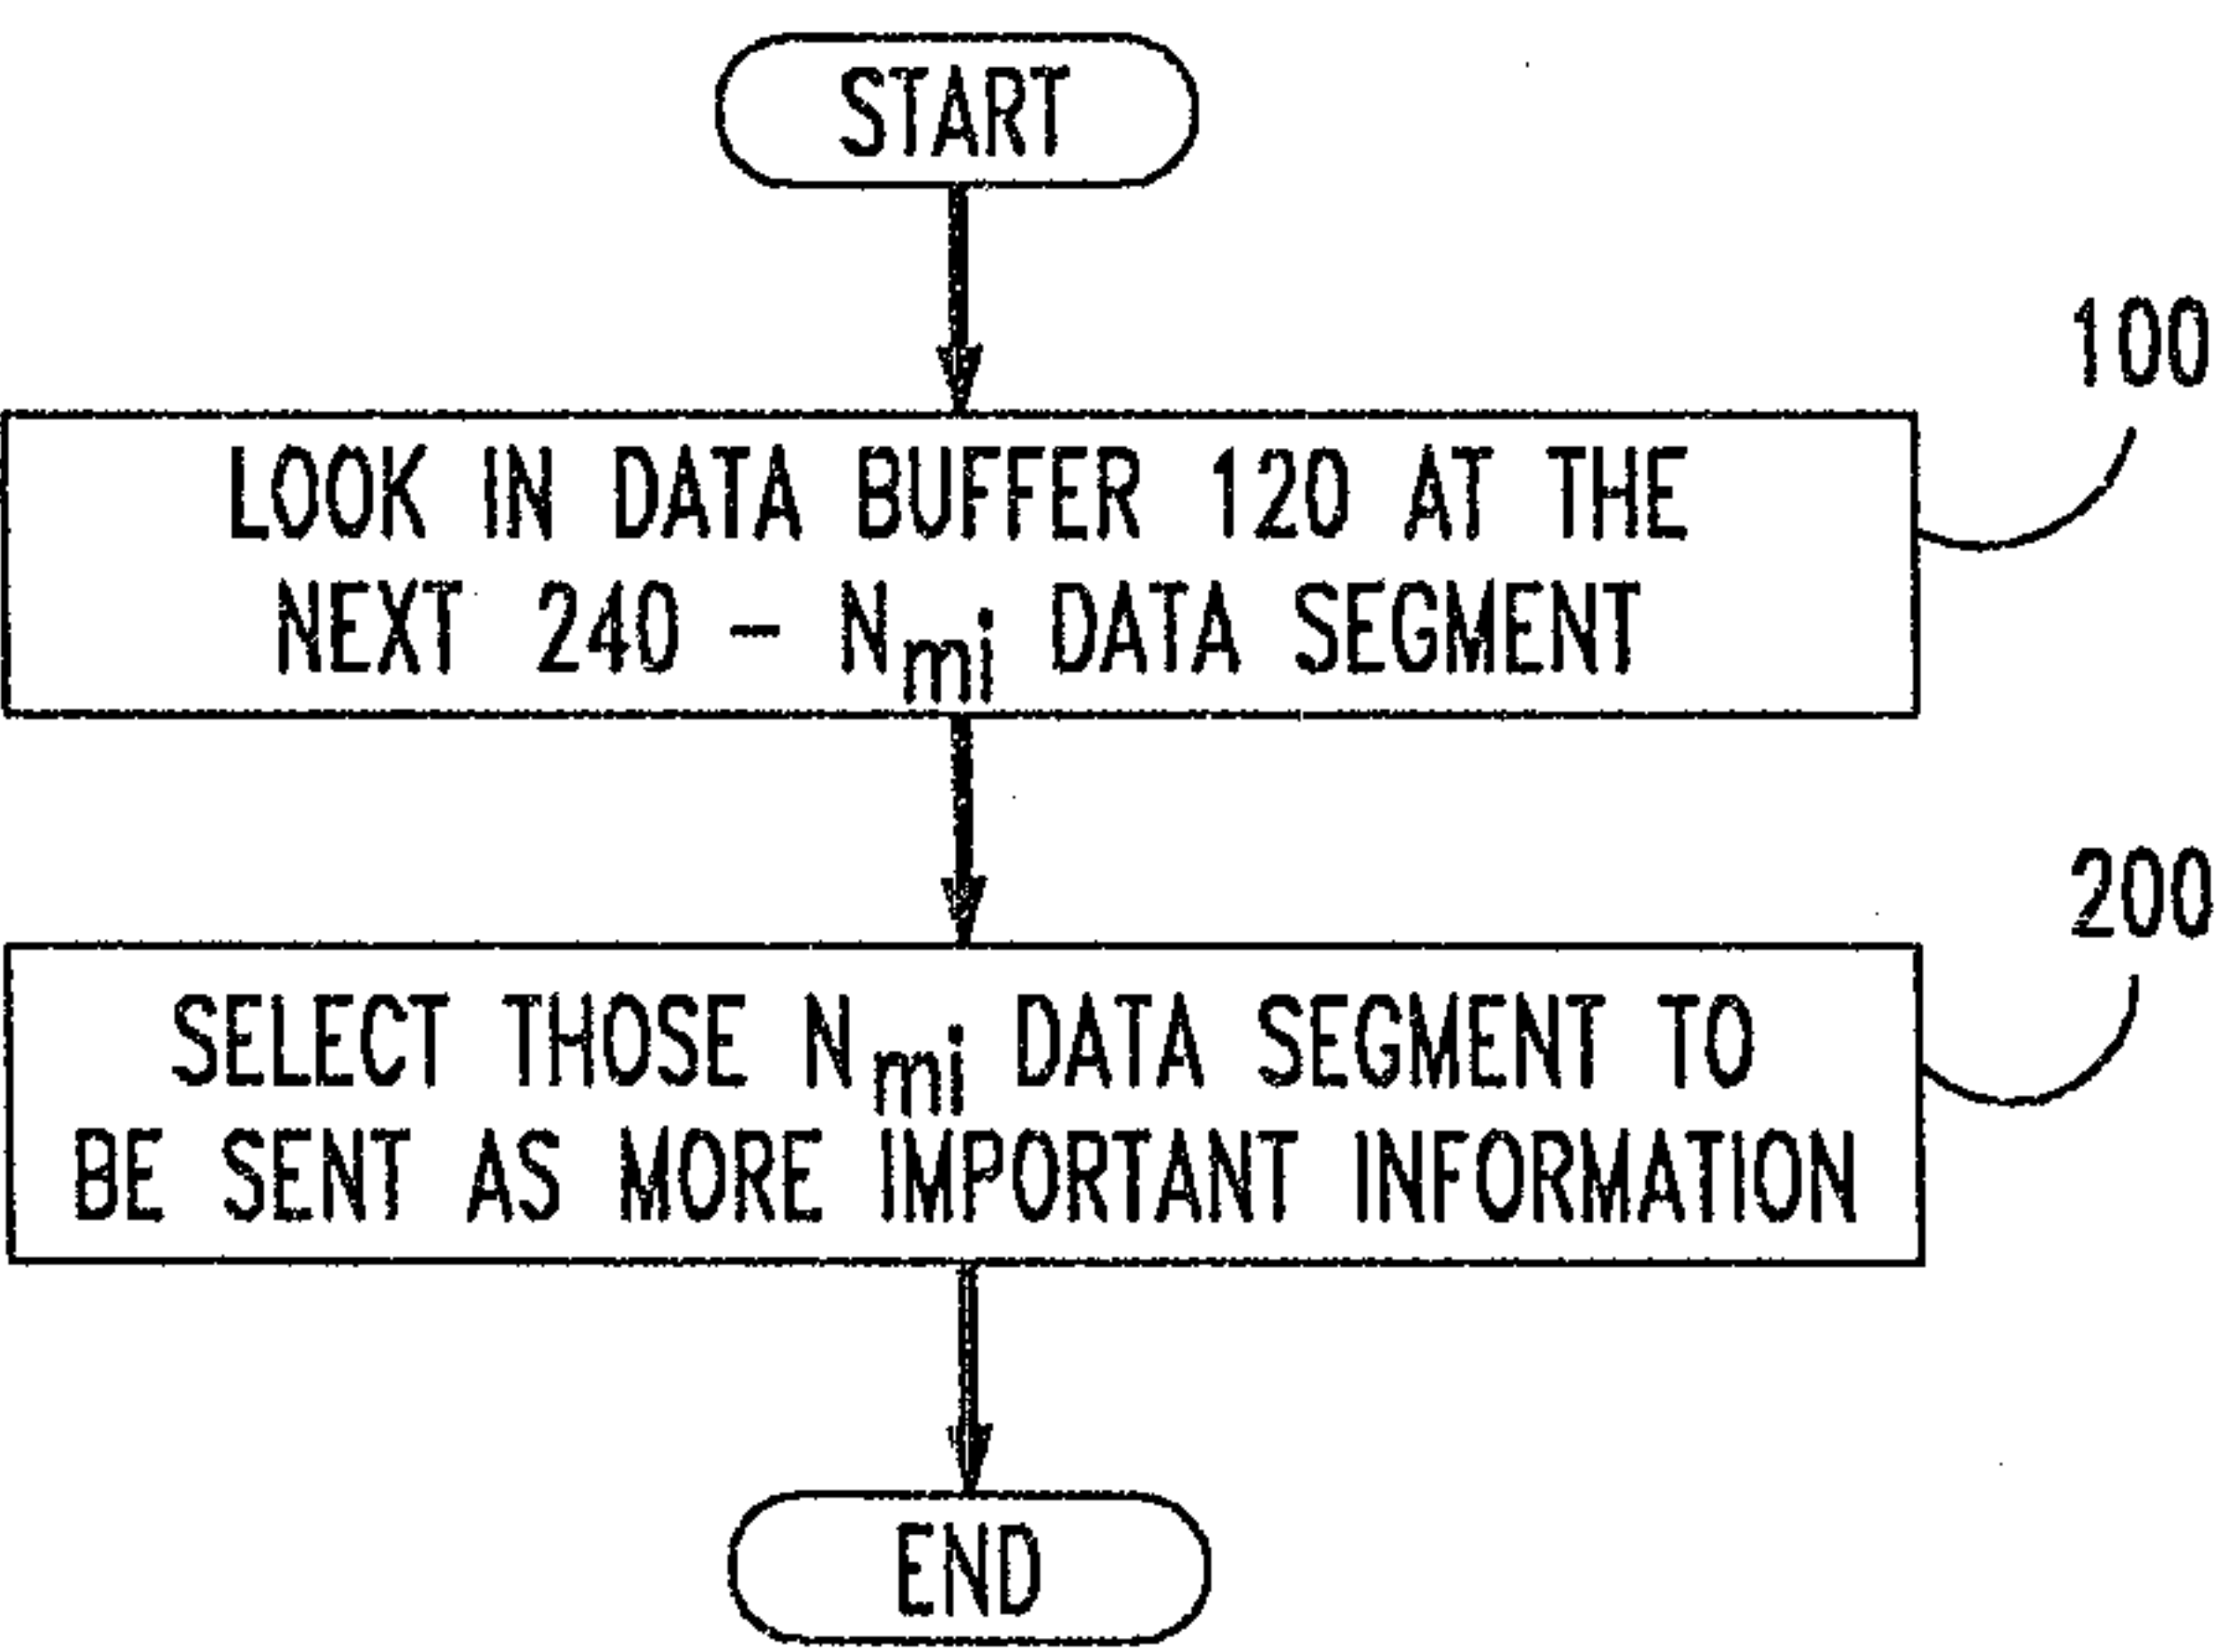 START
100
LOOK IN DATA BUFFER 120 AT THE
NEXT 240 - Nmi DATA SEGMENT
200
SELECT THOSE Nmi DATA SEGMENT TO
BE SENT AS MORE IMPORTANT INFORMATION
END